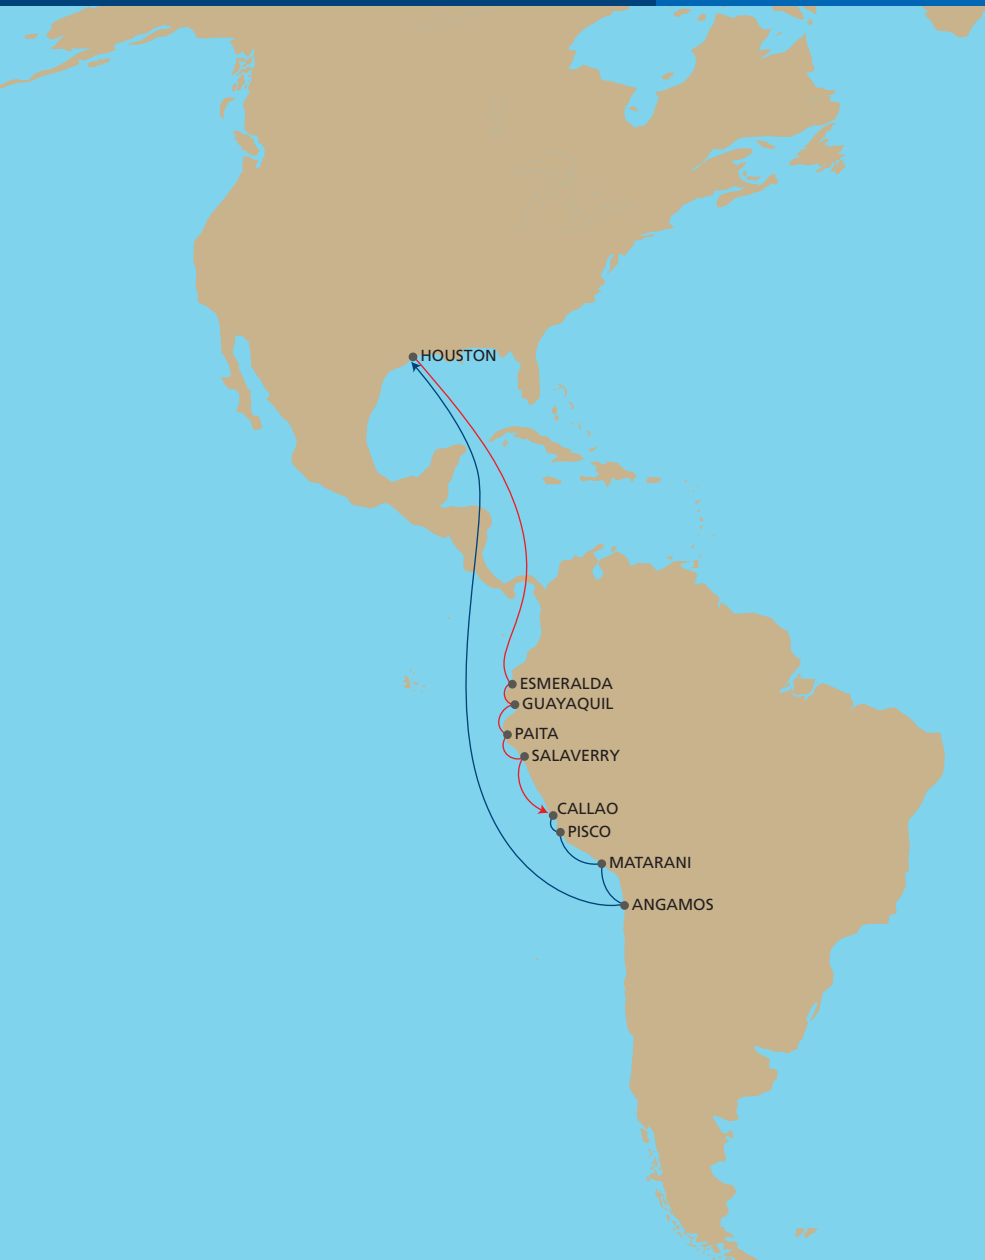 HOUSTON
ESMERALDA
GUAYAQUIL
PAITA
SALAVERRY
CALLAO
PISCO
MATARANI
ANGAMOS